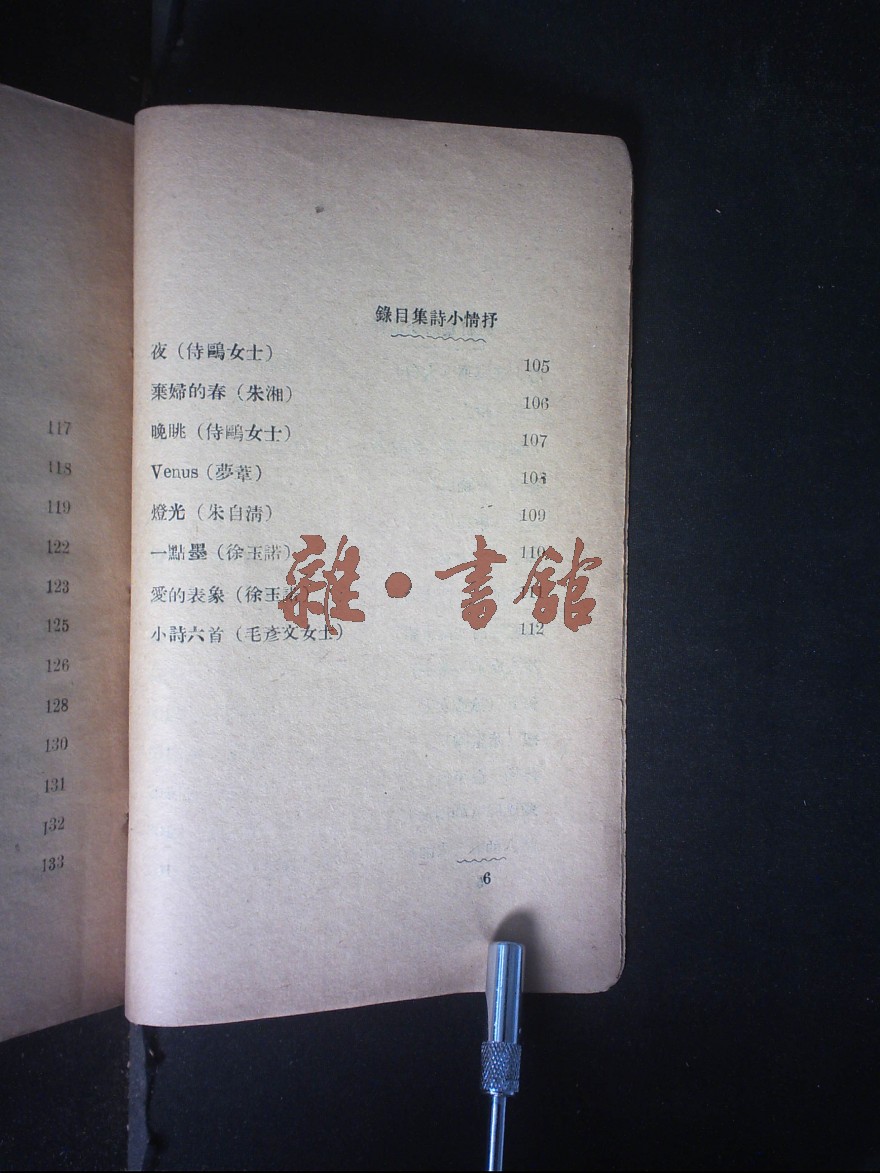 117
118
119
122
123
125
126
128
130
131
132
133
抒情小詩集目錄
夜（侍鷗女士） 105
棄婦的春（朱湘） 106
晚眺（侍鷗女士） 107
Venus（夢葦） 108
燈光（朱自淸） 109
一點墨（徐玉諾） 110
愛的表象（徐玉諾
小詩六首（毛彥文女士） 112
6
雜·書館